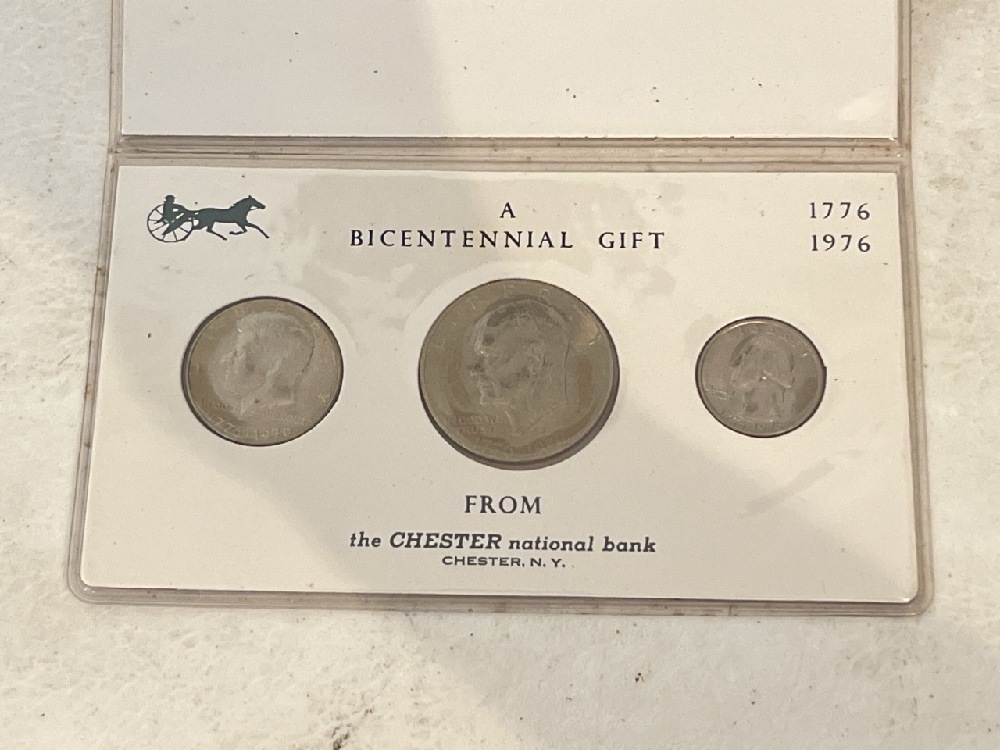 A
BICENTENNIAL GIFT
1776
1976
FROM
the CHESTER national bank
CHESTER, N. Y.